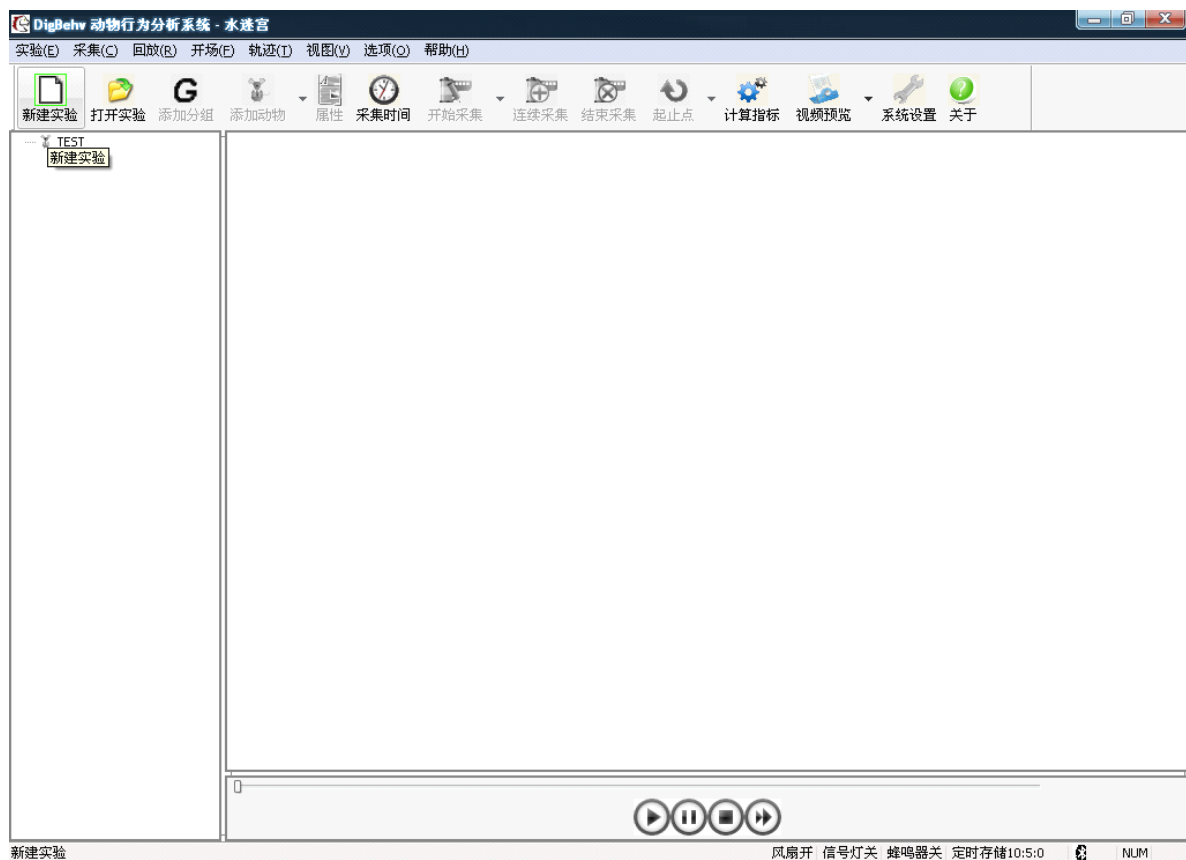 DigBehv 动物行为分析系统 - 水迷宫
实验(E) 采集(C) 回放(R) 开场(F) 轨迹(T) 视图(V) 选项(O) 帮助(H)
G
新建实验 打开实验 添加分组 添加动物 属性 采集时间 开始采集 连续采集 结束采集 起止点 计算指标 视频预览 系统设置 关于
TEST
新建实验
新建实验 风扇开 信号灯关 蜂鸣器关 定时存储10:5:0 NUM